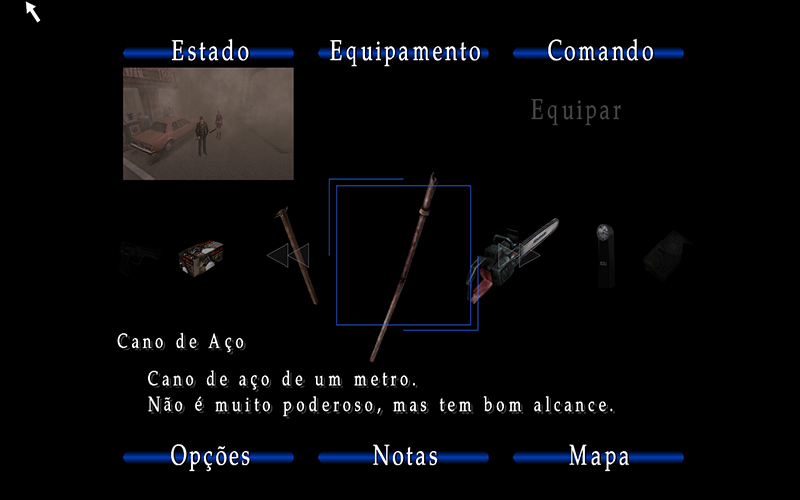 Estado
Equipamento
Comando
Equipar
Cano de Aço
Cano de aço de um metro.
Não é muito poderoso, mas tem bom alcance.
Opções
Notas
Mapa